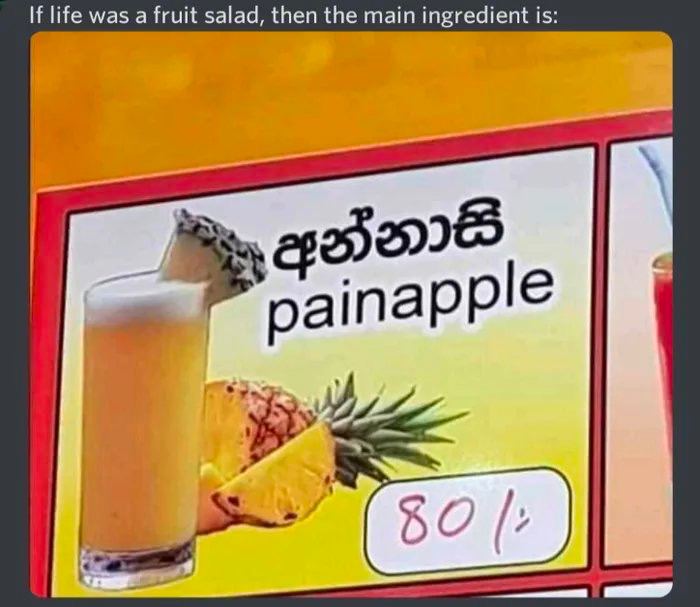 If life was a fruit salad, then the main ingredient is:
අන්නාසි
painapple
80/-